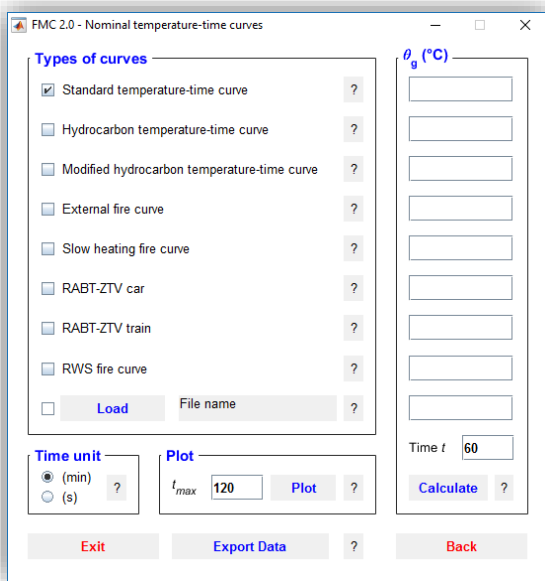 FMC 2.0 - Nominal temperature-time curves
Types of curves
θg (°C)
Standard temperature-time curve ?
Hydrocarbon temperature-time curve ?
Modified hydrocarbon temperature-time curve ?
External fire curve ?
Slow heating fire curve ?
RABT-ZTV car ?
RABT-ZTV train ?
RWS fire curve ?
Load File name ?
Time t 60
Time unit
(min)
(s)
?
Plot
tmax 120 Plot ?
Calculate ?
Exit Export Data ? Back